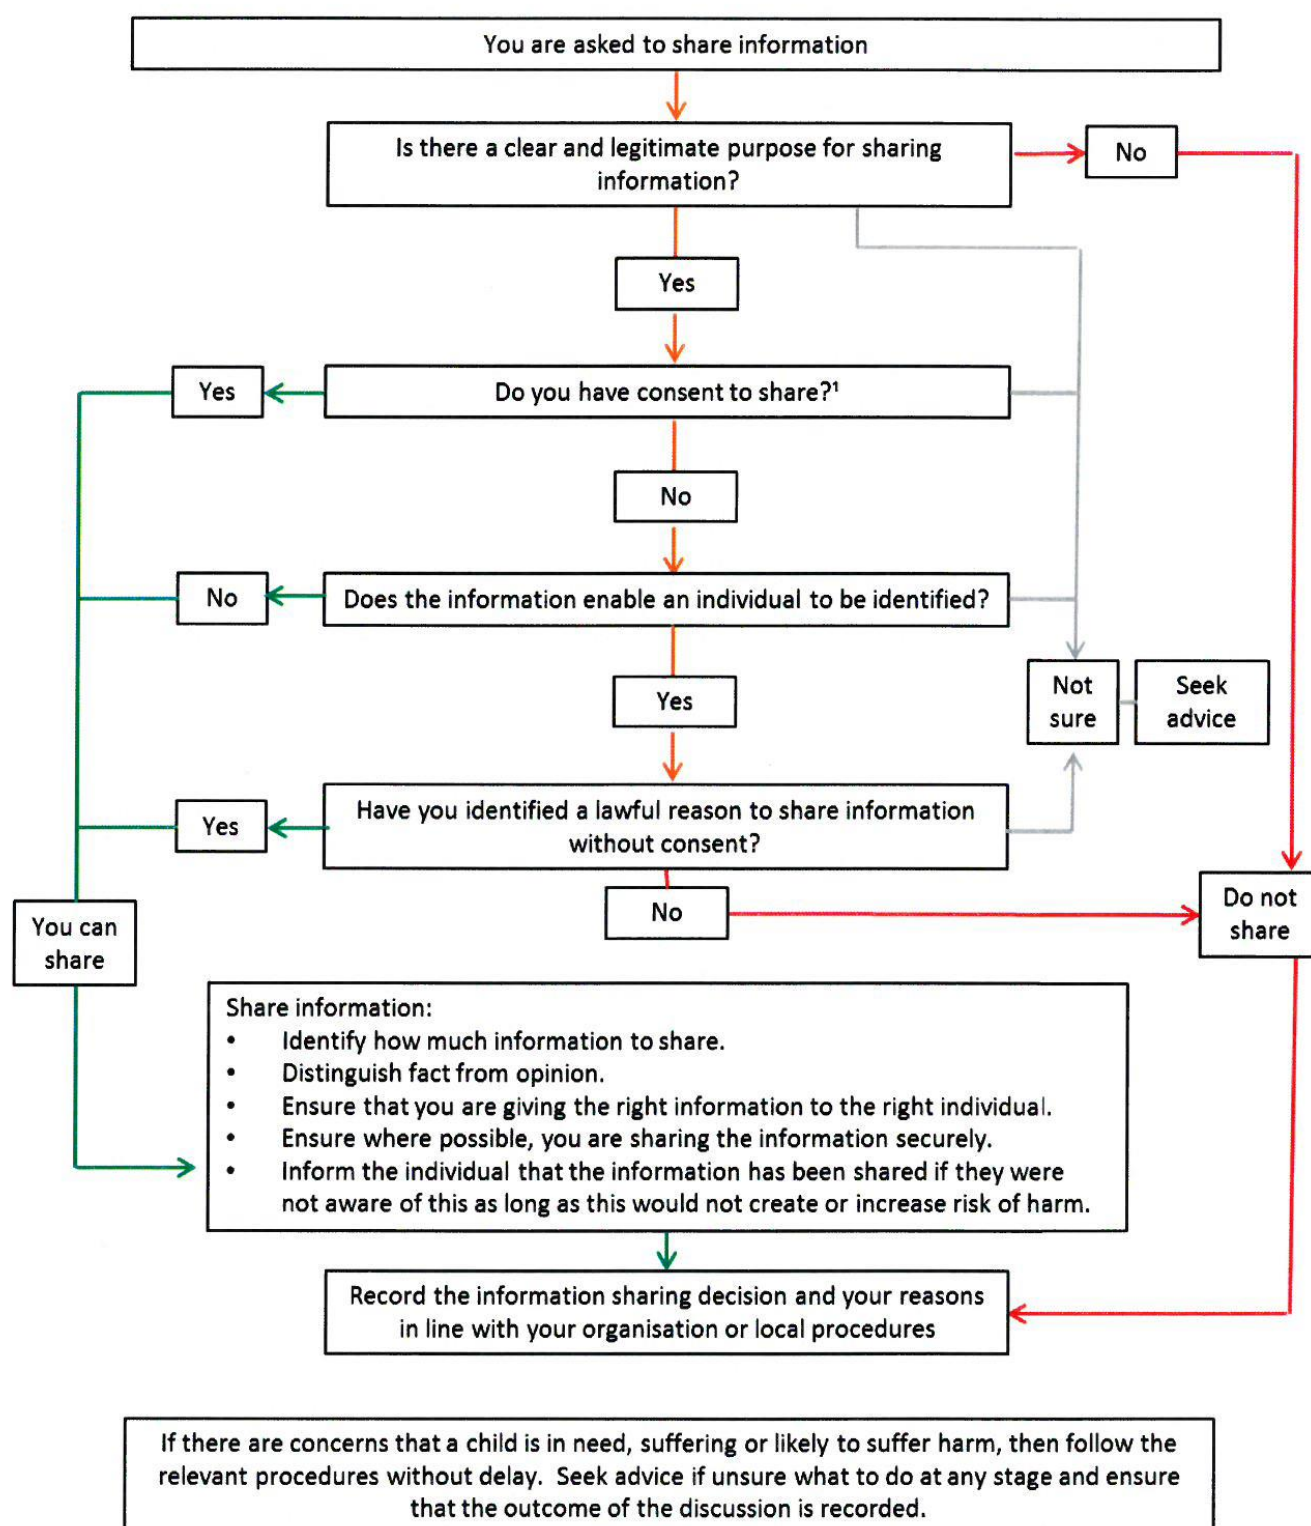 You are asked to share information
Is there a clear and legitimate purpose for sharing
information?
No
Yes
Yes
Do you have consent to share?¹
No
No
Does the information enable an individual to be identified?
Yes
Not
sure
Seek
advice
Yes
Have you identified a lawful reason to share information
without consent?
No
Do not
share
You can
share
Share information:
• Identify how much information to share.
• Distinguish fact from opinion.
• Ensure that you are giving the right information to the right individual.
• Ensure where possible, you are sharing the information securely.
• Inform the individual that the information has been shared if they were
not aware of this as long as this would not create or increase risk of harm.
Record the information sharing decision and your reasons
in line with your organisation or local procedures
If there are concerns that a child is in need, suffering or likely to suffer harm, then follow the
relevant procedures without delay.  Seek advice if unsure what to do at any stage and ensure
that the outcome of the discussion is recorded.